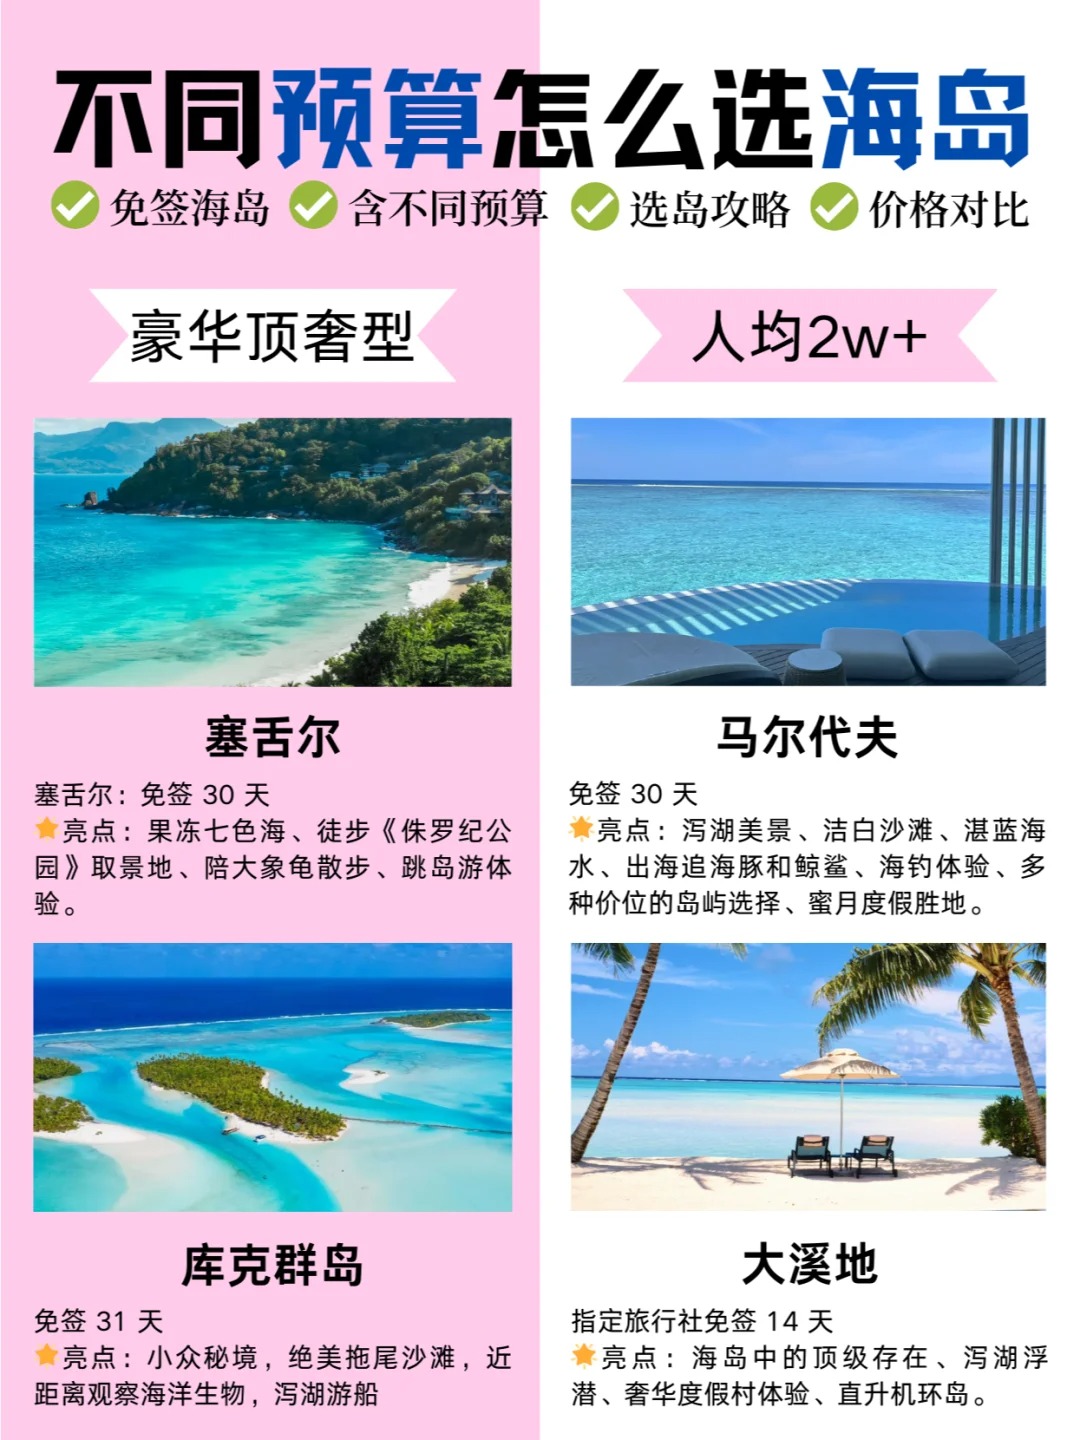 不同预算怎么选海岛
免签海岛 含不同预算 选岛攻略 价格对比
豪华顶奢型
人均2w+
塞舌尔
塞舌尔：免签 30 天
亮点：果冻七色海、徒步《侏罗纪公
园》取景地、陪大象龟散步、跳岛游体
验。
马尔代夫
免签 30 天
亮点：泻湖美景、洁白沙滩、湛蓝海
水、出海追海豚和鲸鲨、海钓体验、多
种价位的岛屿选择、蜜月度假胜地。
库克群岛
免签 31 天
亮点：小众秘境，绝美拖尾沙滩，近
距离观察海洋生物，泻湖游船
大溪地
指定旅行社免签 14 天
亮点：海岛中的顶级存在、泻湖浮
潜、奢华度假村体验、直升机环岛。